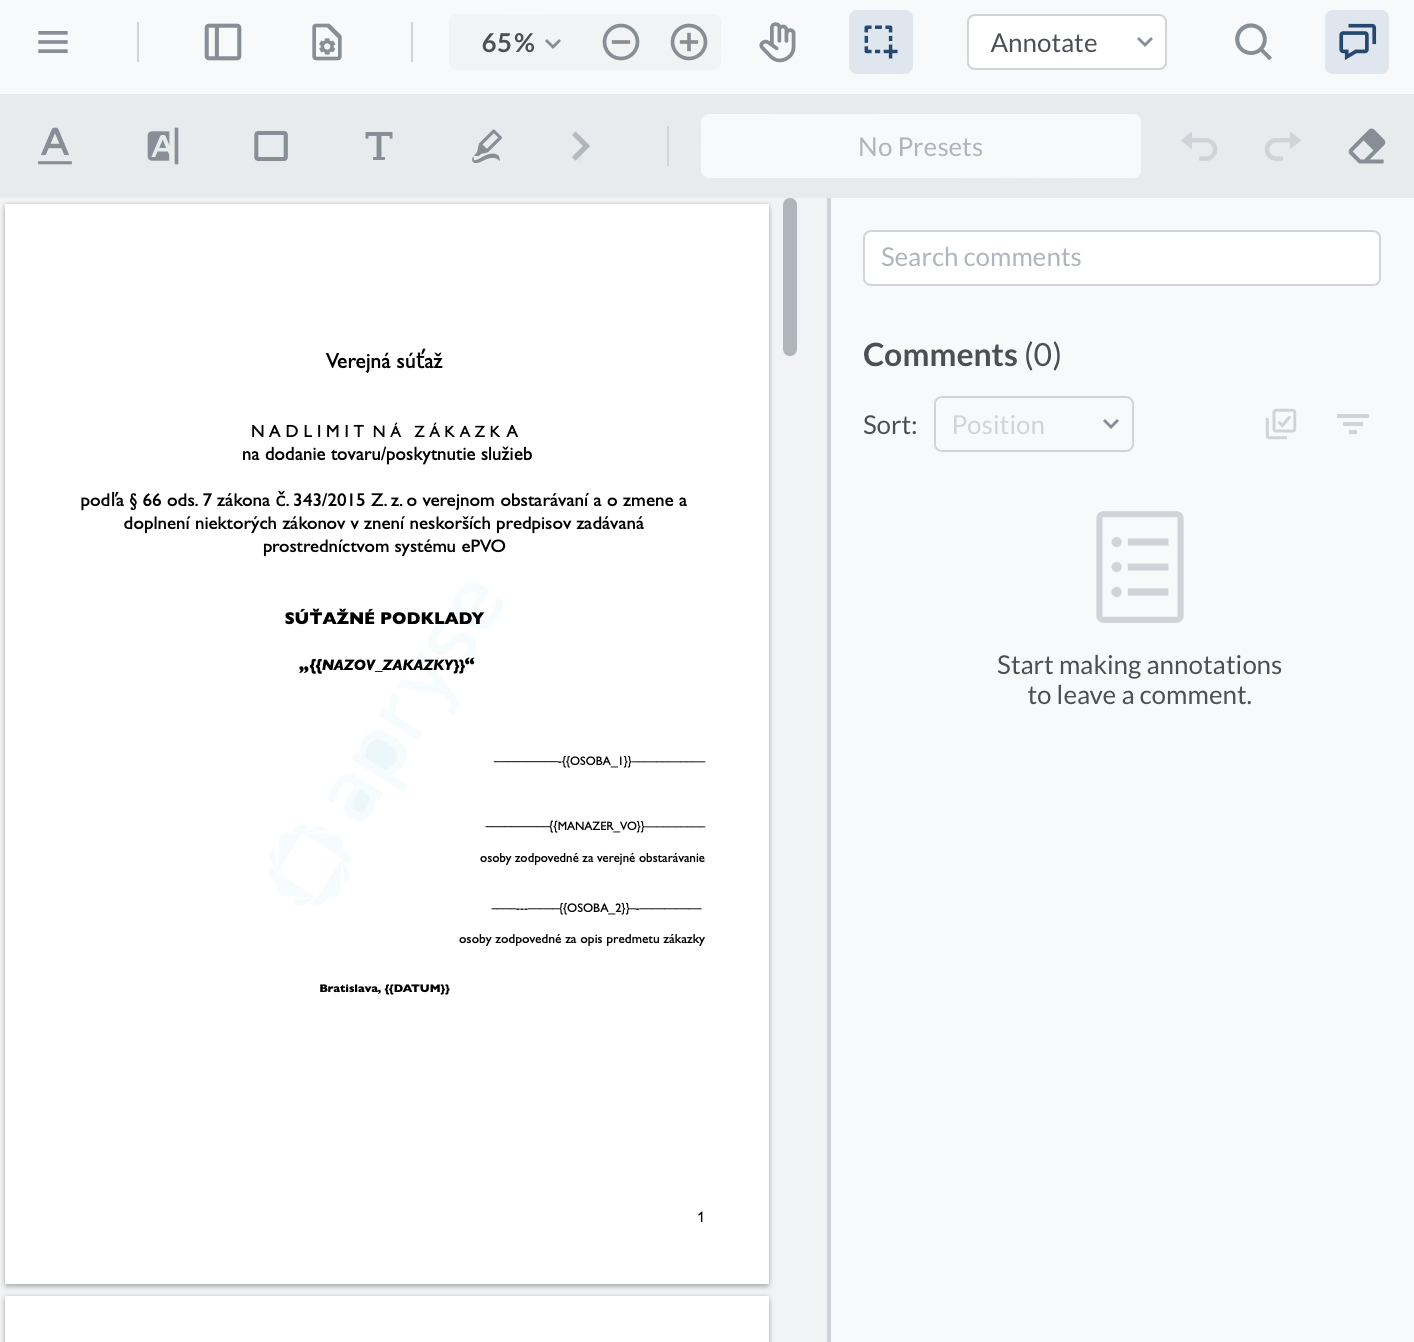 65%
Annotate
A
A
T
No Presets
Search comments
Comments (0)
Sort: Position
Start making annotations
to leave a comment.
Verejná súťaž
NADLIMITNÁ ZÁKAZKA
na dodanie tovaru/poskytnutie služieb
podľa § 66 ods. 7 zákona č. 343/2015 Z. z. o verejnom obstarávaní a o zmene a
doplnení niektorých zákonov v znení neskorších predpisov zadávaná
prostredníctvom systému ePVO
SÚŤAŽNÉ PODKLADY
„{{NAZOV_ZAKAZKY}}“
apryse
{{OSOBA_1}}
{{MANAZER_VO}}
osoby zodpovedné za verejné obstarávanie
{{OSOBA_2}}
osoby zodpovedné za opis predmetu zákazky
Bratislava, {{DATUM}}
1